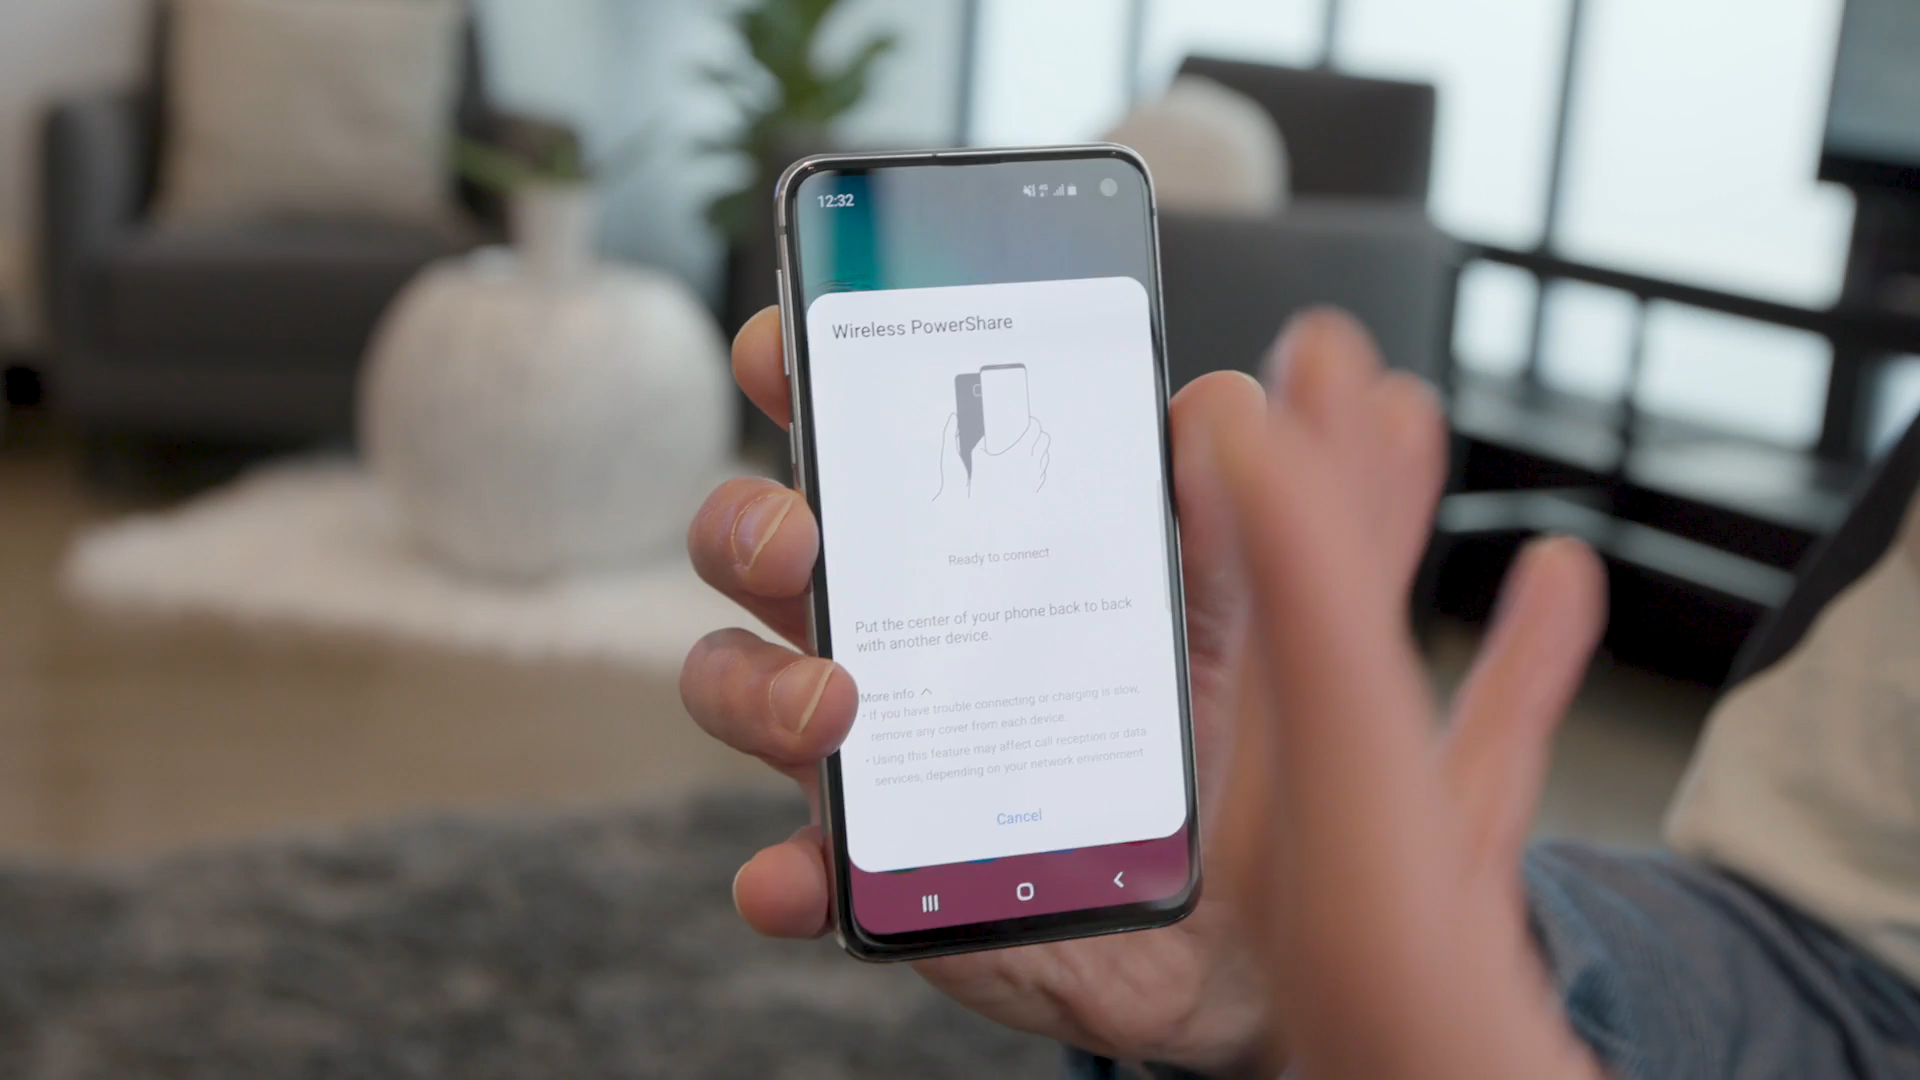 12:32
Wireless PowerShare
Ready to connect
Put the center of your phone back to back
with another device.
More info
• If you have trouble connecting or charging is slow,
remove any cover from each device.
• Using this feature may affect call reception or data
services, depending on your network environment.
Cancel